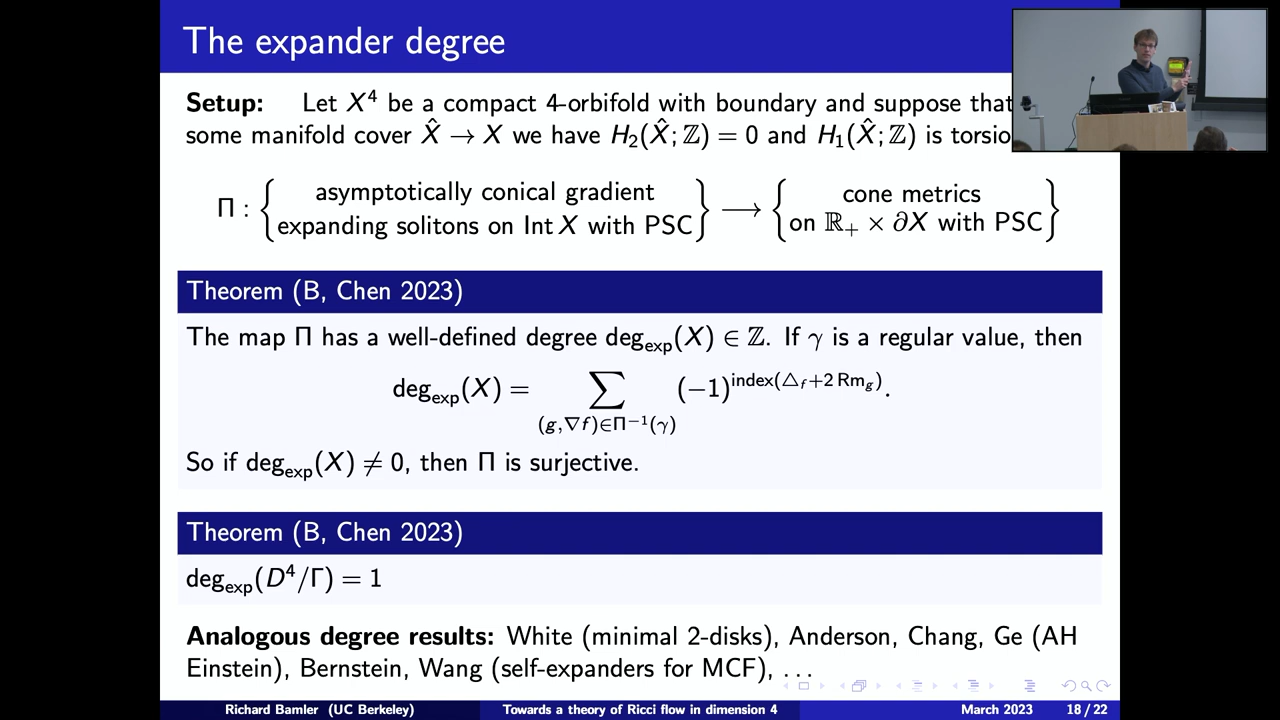 The expander degree
Setup: Let X⁴ be a compact 4-orbifold with boundary and suppose that
some manifold cover X̂ → X we have H₂(X̂; ℤ) = 0 and H₁(X̂; ℤ) is
Π : { asymptotically conical gradient expanding solitons on Int X with PSC } ⟶ { cone metrics on ℝ₊ × ∂X with PSC }
Theorem (B, Chen 2023)
The map Π has a well-defined degree deg_exp(X) ∈ ℤ. If γ is a regular value, then
deg_exp(X) = ∑_{(g,∇f)∈Π⁻¹(γ)} (−1)^{index(△_f+2 Rm_g)}.
So if deg_exp(X) ≠ 0, then Π is surjective.
Theorem (B, Chen 2023)
deg_exp(D⁴/Γ) = 1
Analogous degree results: White (minimal 2-disks), Anderson, Chang, Ge (AH
Einstein), Bernstein, Wang (self-expanders for MCF), ...
Richard Bamler (UC Berkeley) Towards a theory of Ricci flow in dimension 4 March 2023 18 / 22